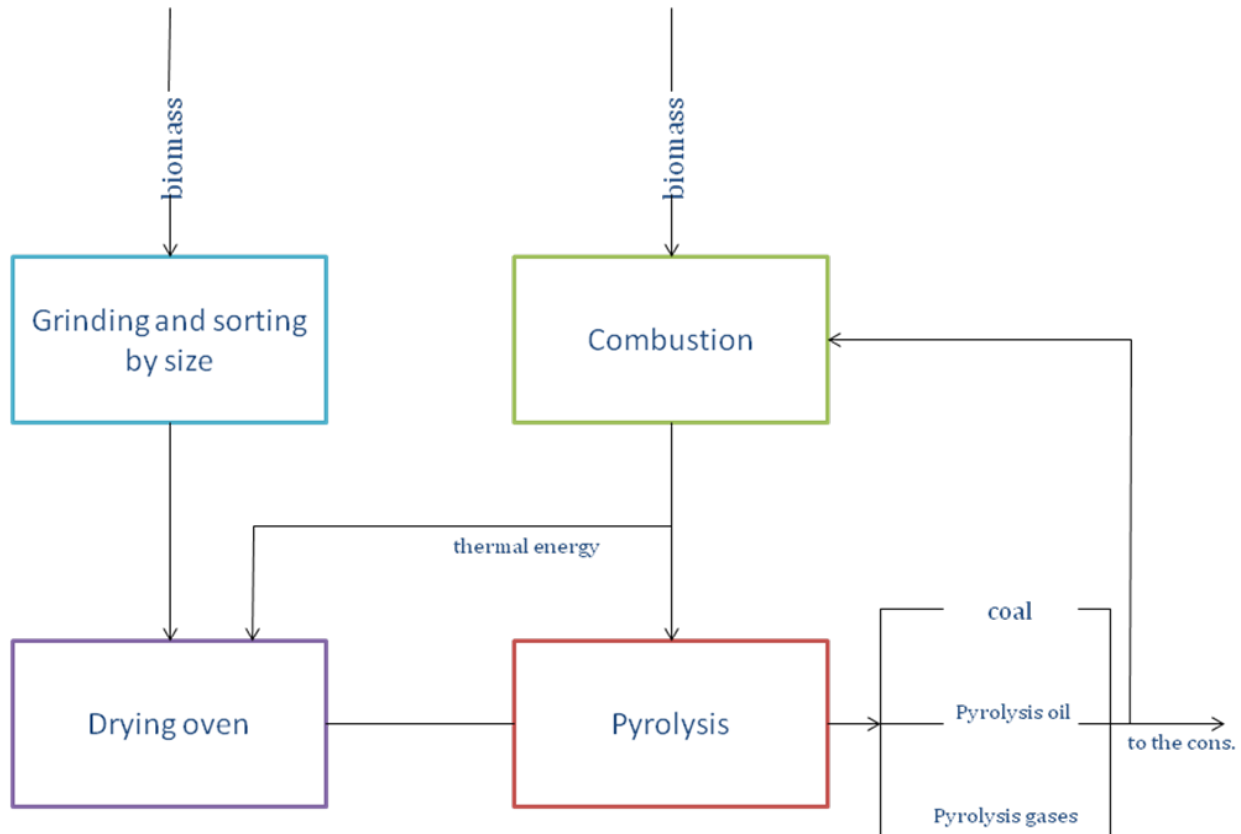 biomass
biomass
Grinding and sorting
by size
Combustion
thermal energy
coal
Drying oven
Pyrolysis
Pyrolysis oil
to the cons.
Pyrolysis gases